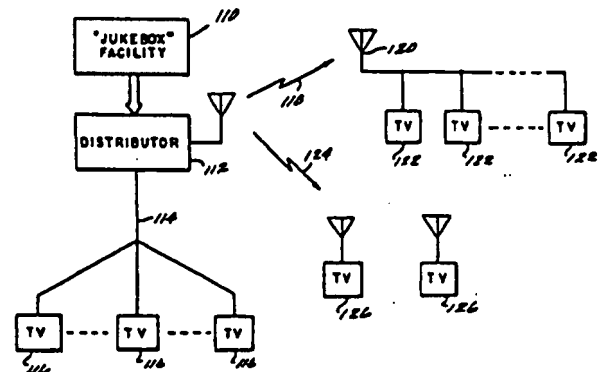 "JUKEBOX" FACILITY
110
DISTRIBUTOR
112
114
118
120
TV TV TV
122 122 122
124
TV TV
126 126
TV TV TV
116 116 116